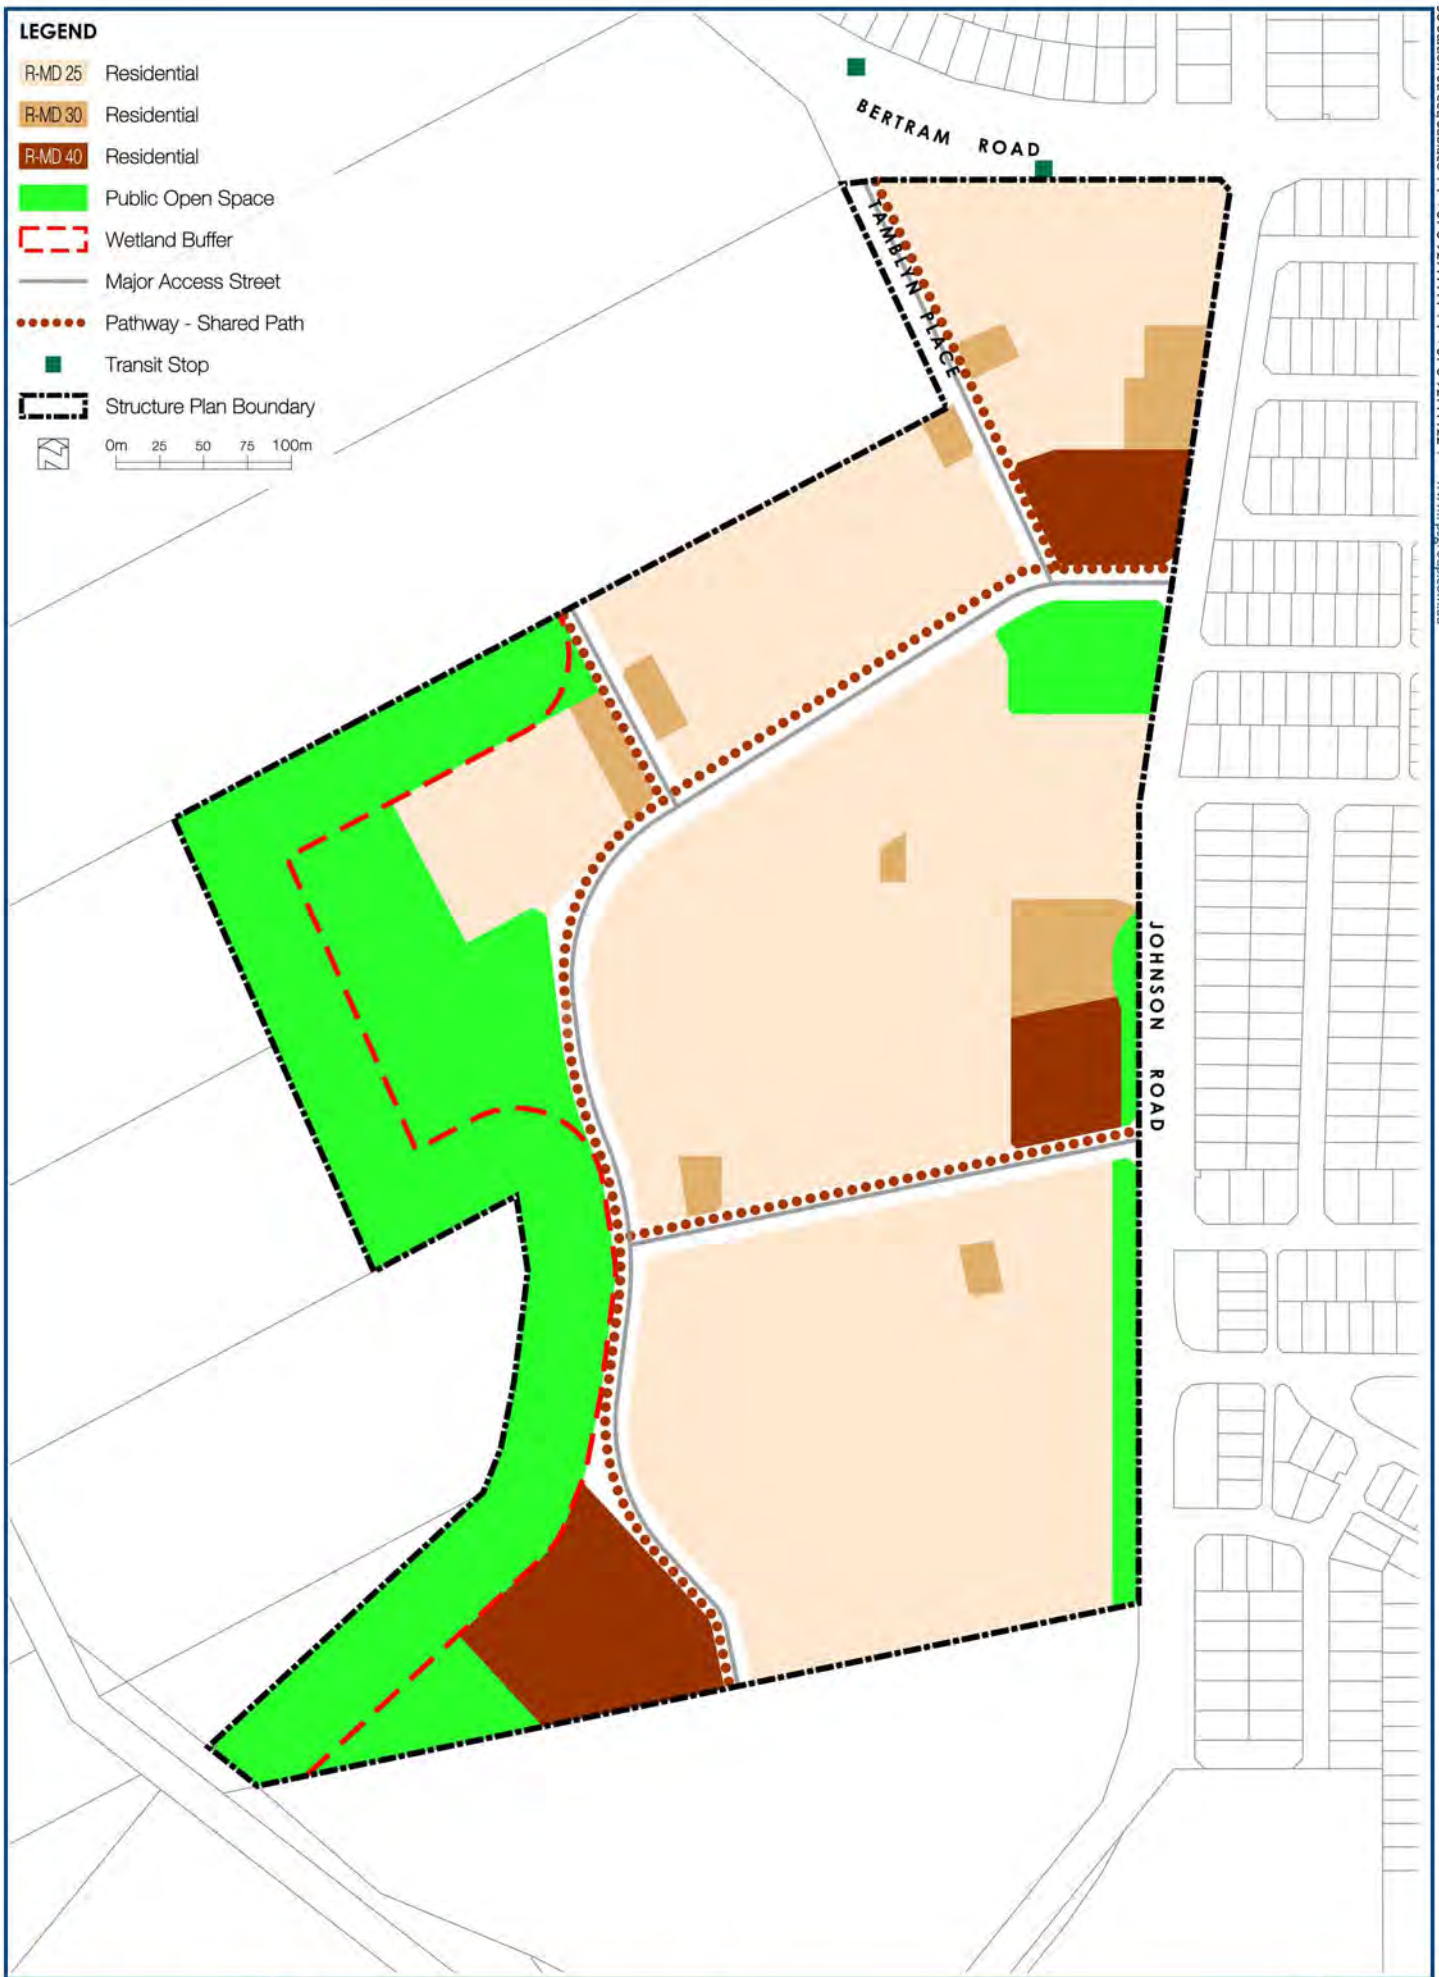 LEGEND
R-MD 25 Residential
R-MD 30 Residential
R-MD 40 Residential
Public Open Space
Wetland Buffer
Major Access Street
Pathway - Shared Path
Transit Stop
Structure Plan Boundary
N
0m 25 50 75 100m
BERTRAM ROAD
TAMBLYN PLACE
JOHNSON ROAD